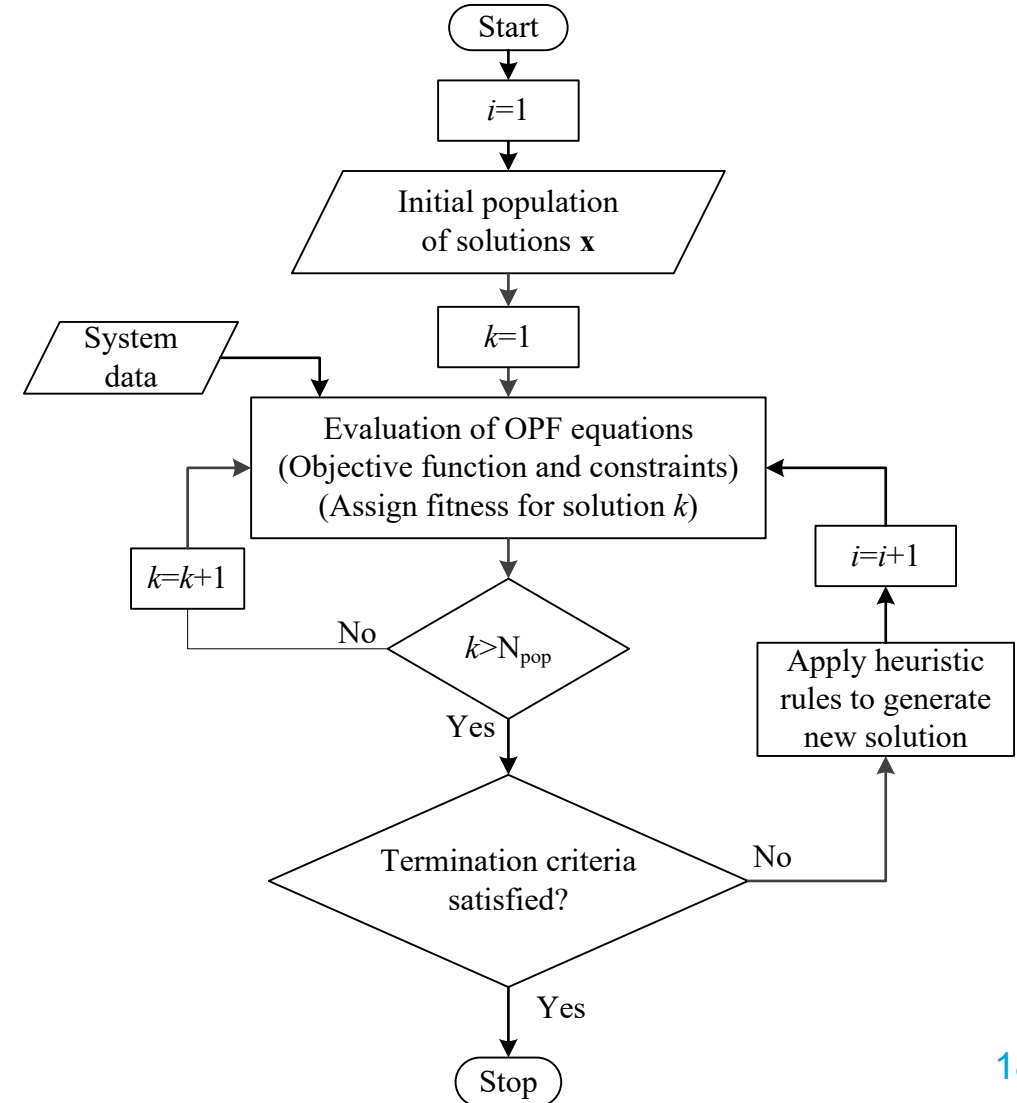 Start
i=1
Initial population
of solutions x
k=1
System
data
Evaluation of OPF equations
(Objective function and constraints)
(Assign fitness for solution k)
k=k+1
i=i+1
No
k>Npop
Apply heuristic
rules to generate
new solution
Yes
Termination criteria
satisfied?
No
Yes
Stop